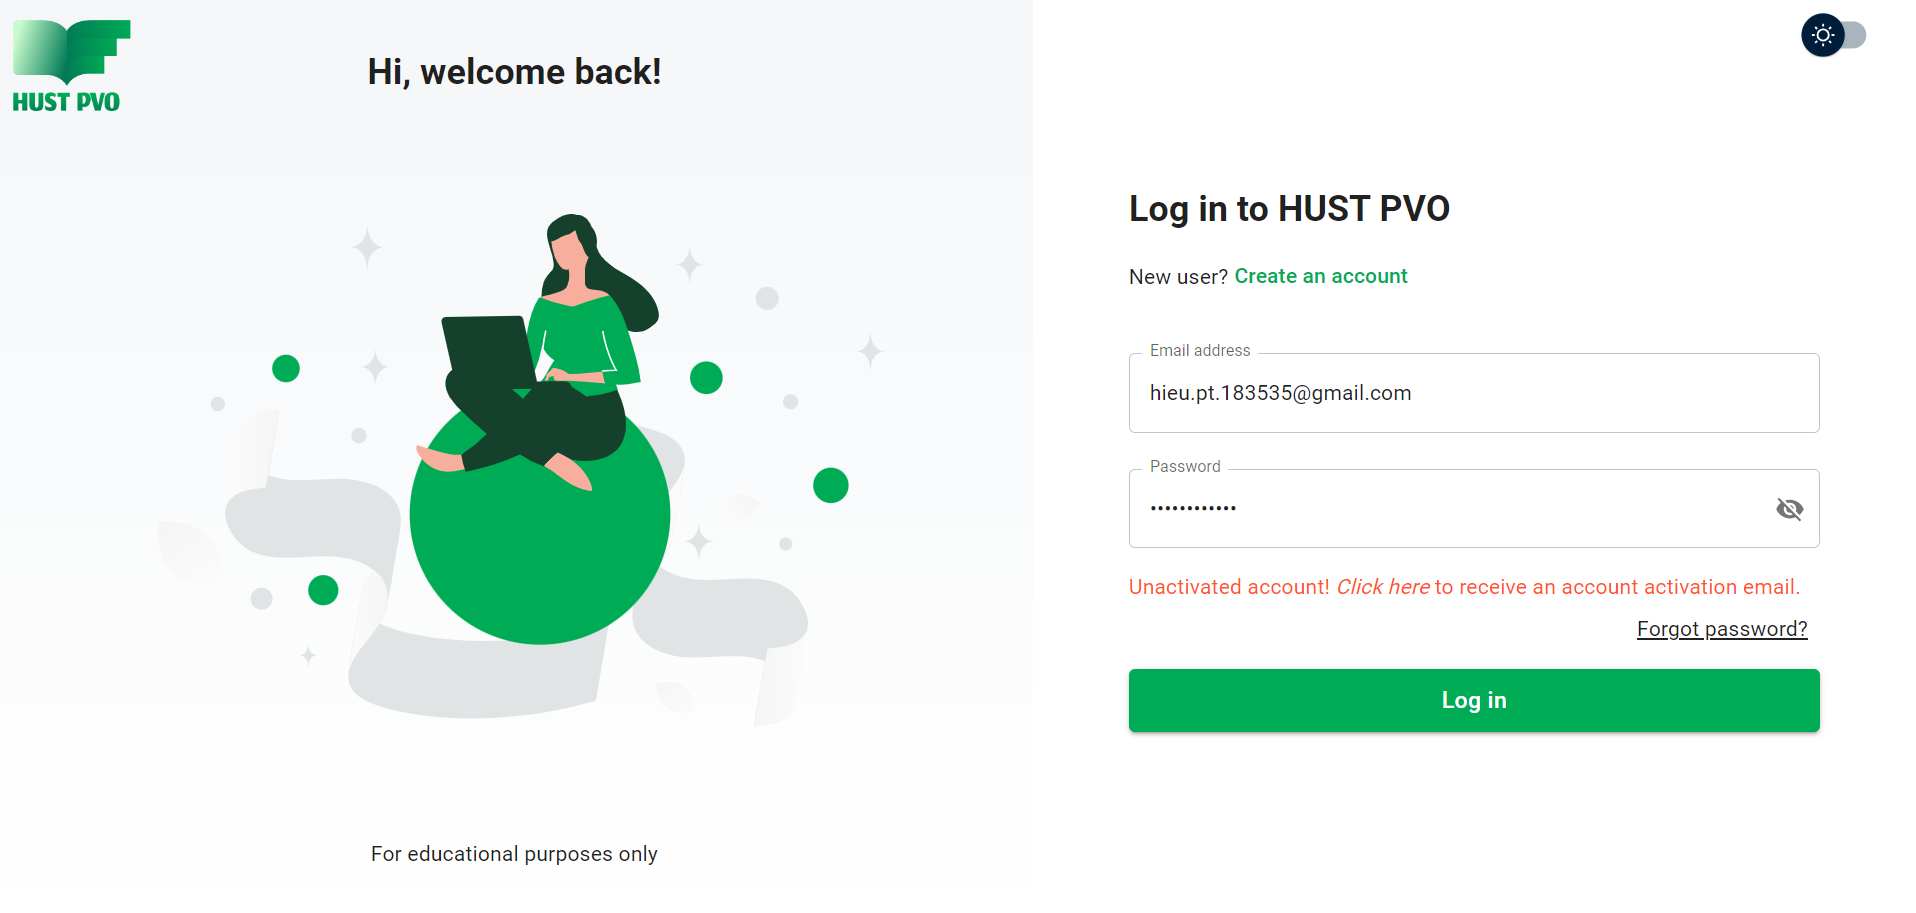 HUST PVO
Hi, welcome back!
For educational purposes only
Log in to HUST PVO
New user? Create an account
Email address
hieu.pt.183535@gmail.com
Password
••••••••••••
Unactivated account! Click here to receive an account activation email.
Forgot password?
Log in